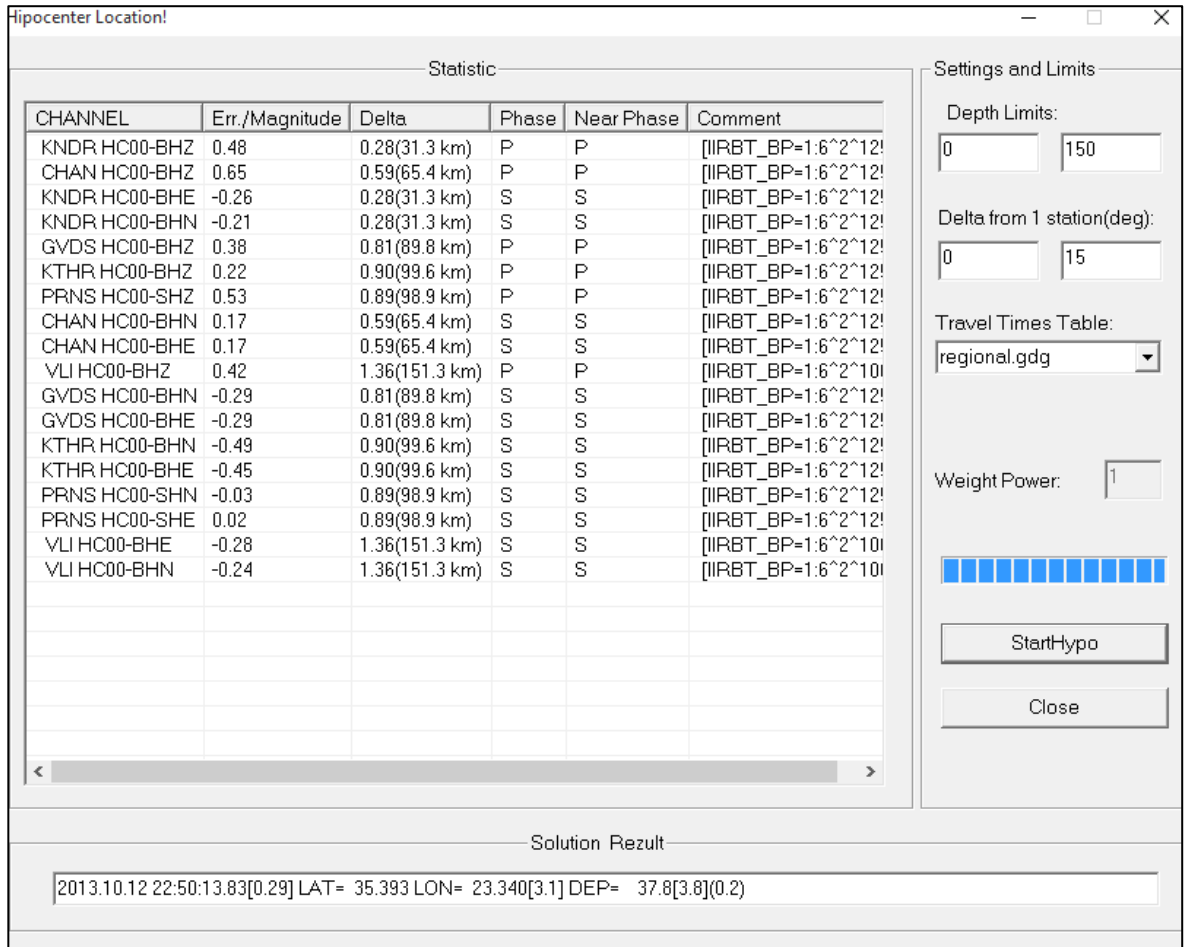 Hipocenter Location!
Statistic
CHANNEL Err./Magnitude Delta Phase Near Phase Comment
KNDR HC00-BHZ 0.48 0.28(31.3 km) P P [IIRBT_BP=1:6^2^12!
CHAN HC00-BHZ 0.65 0.59(65.4 km) P P [IIRBT_BP=1:6^2^12!
KNDR HC00-BHE -0.26 0.28(31.3 km) S S [IIRBT_BP=1:6^2^12!
KNDR HC00-BHN -0.21 0.28(31.3 km) S S [IIRBT_BP=1:6^2^12!
GVDS HC00-BHZ 0.38 0.81(89.8 km) P P [IIRBT_BP=1:6^2^12!
KTHR HC00-BHZ 0.22 0.90(99.6 km) P P [IIRBT_BP=1:6^2^12!
PRNS HC00-SHZ 0.53 0.89(98.9 km) P P [IIRBT_BP=1:6^2^12!
CHAN HC00-BHN 0.17 0.59(65.4 km) S S [IIRBT_BP=1:6^2^12!
CHAN HC00-BHE 0.17 0.59(65.4 km) S S [IIRBT_BP=1:6^2^12!
VLI HC00-BHZ 0.42 1.36(151.3 km) P P [IIRBT_BP=1:6^2^10(
GVDS HC00-BHN -0.29 0.81(89.8 km) S S [IIRBT_BP=1:6^2^12!
GVDS HC00-BHE -0.29 0.81(89.8 km) S S [IIRBT_BP=1:6^2^12!
KTHR HC00-BHN -0.49 0.90(99.6 km) S S [IIRBT_BP=1:6^2^12!
KTHR HC00-BHE -0.45 0.90(99.6 km) S S [IIRBT_BP=1:6^2^12!
PRNS HC00-SHN -0.03 0.89(98.9 km) S S [IIRBT_BP=1:6^2^12!
PRNS HC00-SHE 0.02 0.89(98.9 km) S S [IIRBT_BP=1:6^2^12!
VLI HC00-BHE -0.28 1.36(151.3 km) S S [IIRBT_BP=1:6^2^10(
VLI HC00-BHN -0.24 1.36(151.3 km) S S [IIRBT_BP=1:6^2^10(
Settings and Limits
Depth Limits:
0 150
Delta from 1 station(deg):
0 15
Travel Times Table:
regional.gdg
Weight Power: 1
StartHypo
Close
Solution Rezult
2013.10.12 22:50:13.83[0.29] LAT= 35.393 LON= 23.340[3.1] DEP= 37.8[3.8](0.2)